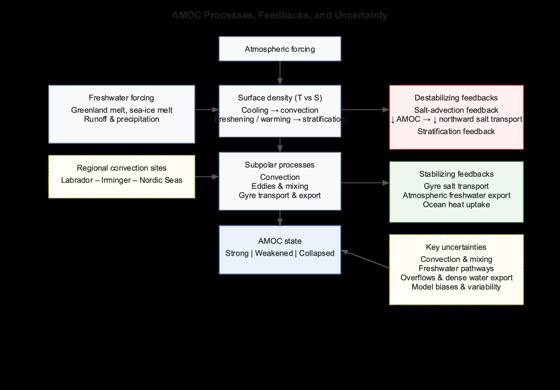 AMOC Processes, Feedbacks, and Uncertainty
Atmospheric forcing
Freshwater forcing
Greenland melt, sea-ice melt
Runoff & precipitation
Surface density (T vs S)
Cooling → convection
Freshening / warming → stratification
Destabilizing feedbacks
Salt-advection feedback
↓ AMOC → ↓ northward salt transport
Stratification feedback
Regional convection sites
Labrador – Irminger – Nordic Seas
Subpolar processes
Convection
Eddies & mixing
Gyre transport & export
Stabilizing feedbacks
Gyre salt transport
Atmospheric freshwater export
Ocean heat uptake
AMOC state
Strong | Weakened | Collapsed
Key uncertainties
Convection & mixing
Freshwater pathways
Overflows & dense water export
Model biases & variability